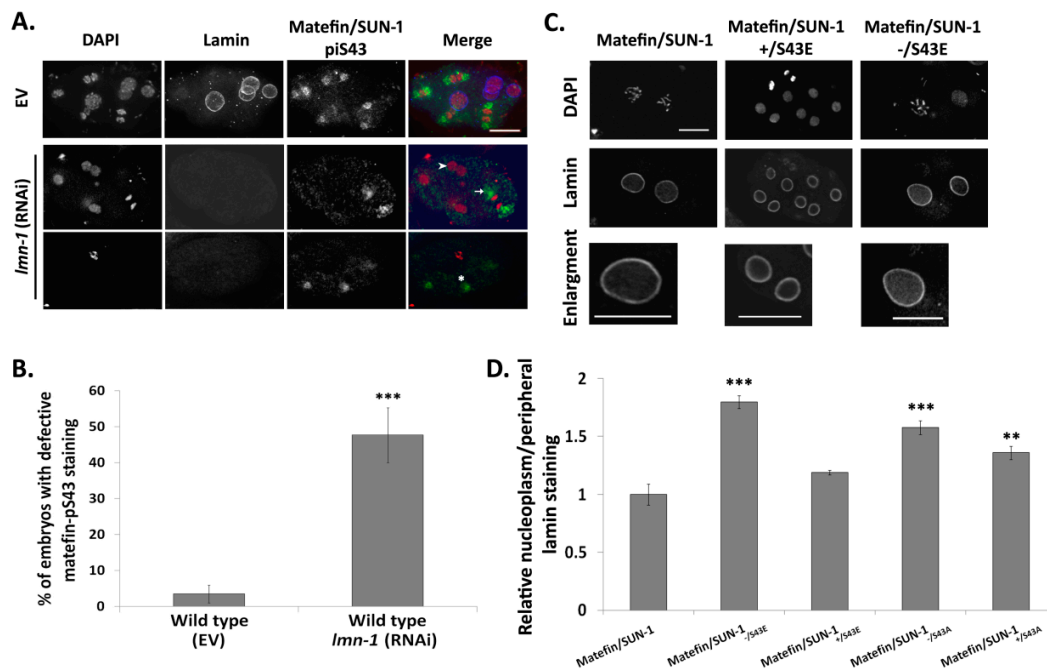 A.
DAPI
Lamin
Matefin/SUN-1
piS43
Merge
EV
lmn-1 (RNAi)
*
B.
% of embryos with defective
matefin-pS43 staining
60
50
40
30
20
10
0
***
Wild type
(EV)
Wild type
lmn-1 (RNAi)
C.
Matefin/SUN-1
Matefin/SUN-1
+/S43E
Matefin/SUN-1
-/S43E
DAPI
Lamin
Enlargment
D.
Relative nucleoplasm/peripheral
lamin staining
2
1.5
1
0.5
0
***
***
**
Matefin/SUN-1
Matefin/SUN-1 -/S43E
Matefin/SUN-1 +/S43E
Matefin/SUN-1 -/S43A
Matefin/SUN-1 +/S43A